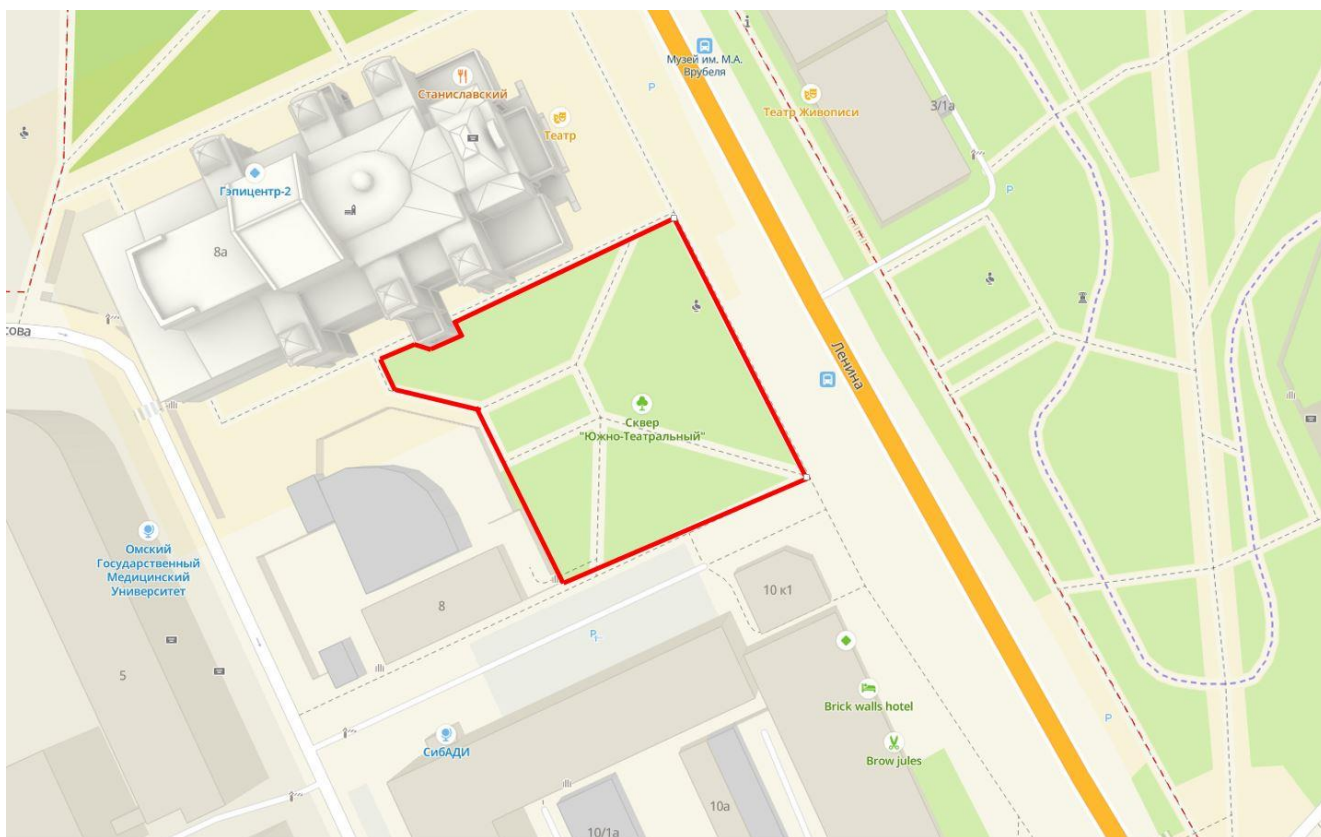 Музей им. М.А.
Врубеля
P
Станиславский
Театр Живописи
3/1а
Театр
Гэпицентр-2
P
8а
сова
Ленина
Сквер
"Южно-Театральный"
Омский
Государственный
Медицинский
Университет
10 к1
8
P
5
Brick walls hotel
P
СибАДИ
Brow jules
10а
10/1а